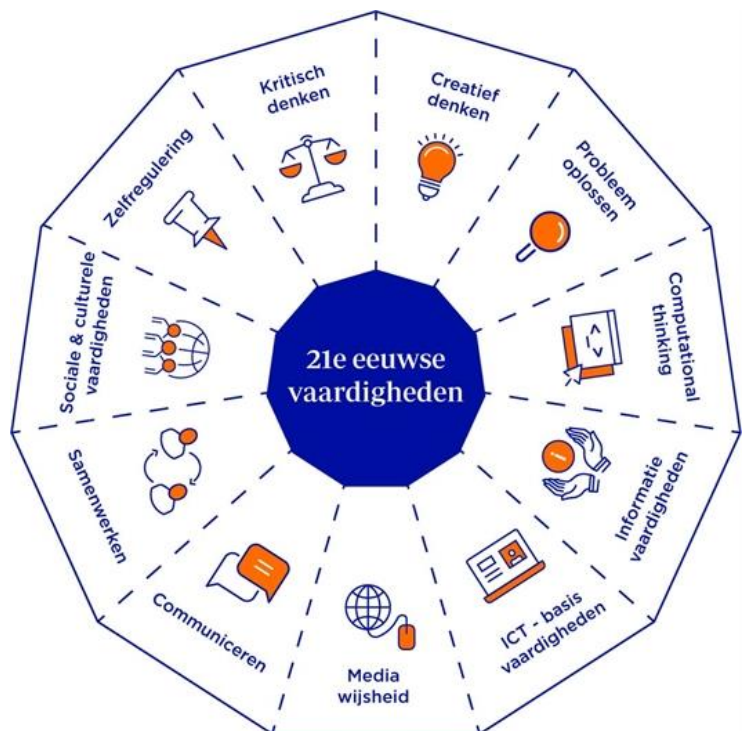 Kritisch
denken
Creatief
denken
Probleem
oplossen
Computational
thinking
Informatie
vaardigheden
ICT - basis
vaardigheden
Media
wijsheid
Communiceren
Samenwerken
Sociale & culturele
vaardigheden
Zelfregulering
21e eeuwse
vaardigheden